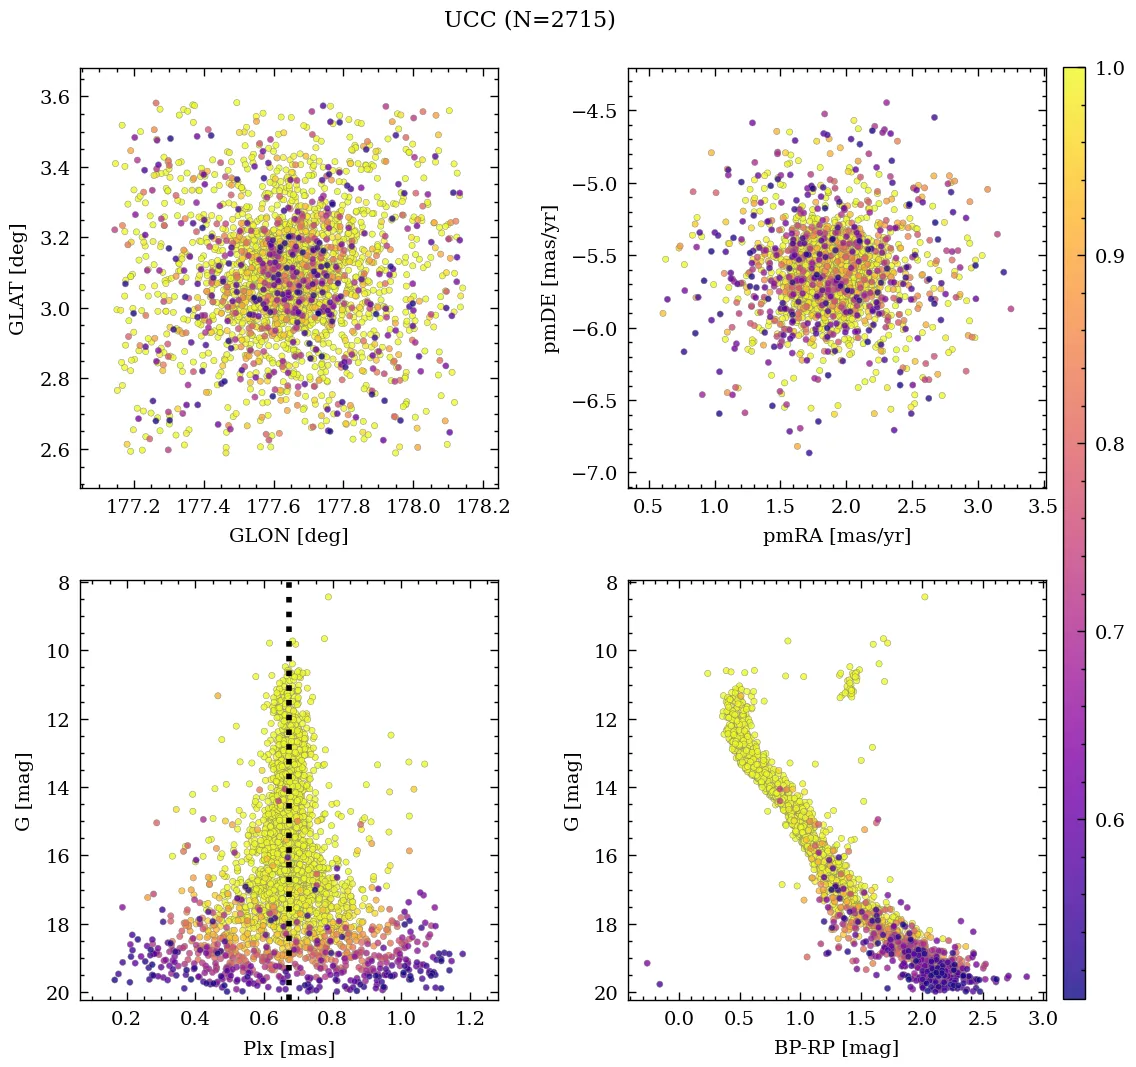 UCC (N=2715)
3.6
3.4
3.2
3.0
2.8
2.6
GLAT [deg]
177.2 177.4 177.6 177.8 178.0 178.2
GLON [deg]
−4.5
−5.0
−5.5
−6.0
−6.5
−7.0
pmDE [mas/yr]
0.5 1.0 1.5 2.0 2.5 3.0 3.5
pmRA [mas/yr]
8
10
12
14
16
18
20
G [mag]
0.2 0.4 0.6 0.8 1.0 1.2
Plx [mas]
8
10
12
14
16
18
20
G [mag]
0.0 0.5 1.0 1.5 2.0 2.5 3.0
BP-RP [mag]
1.0
0.9
0.8
0.7
0.6